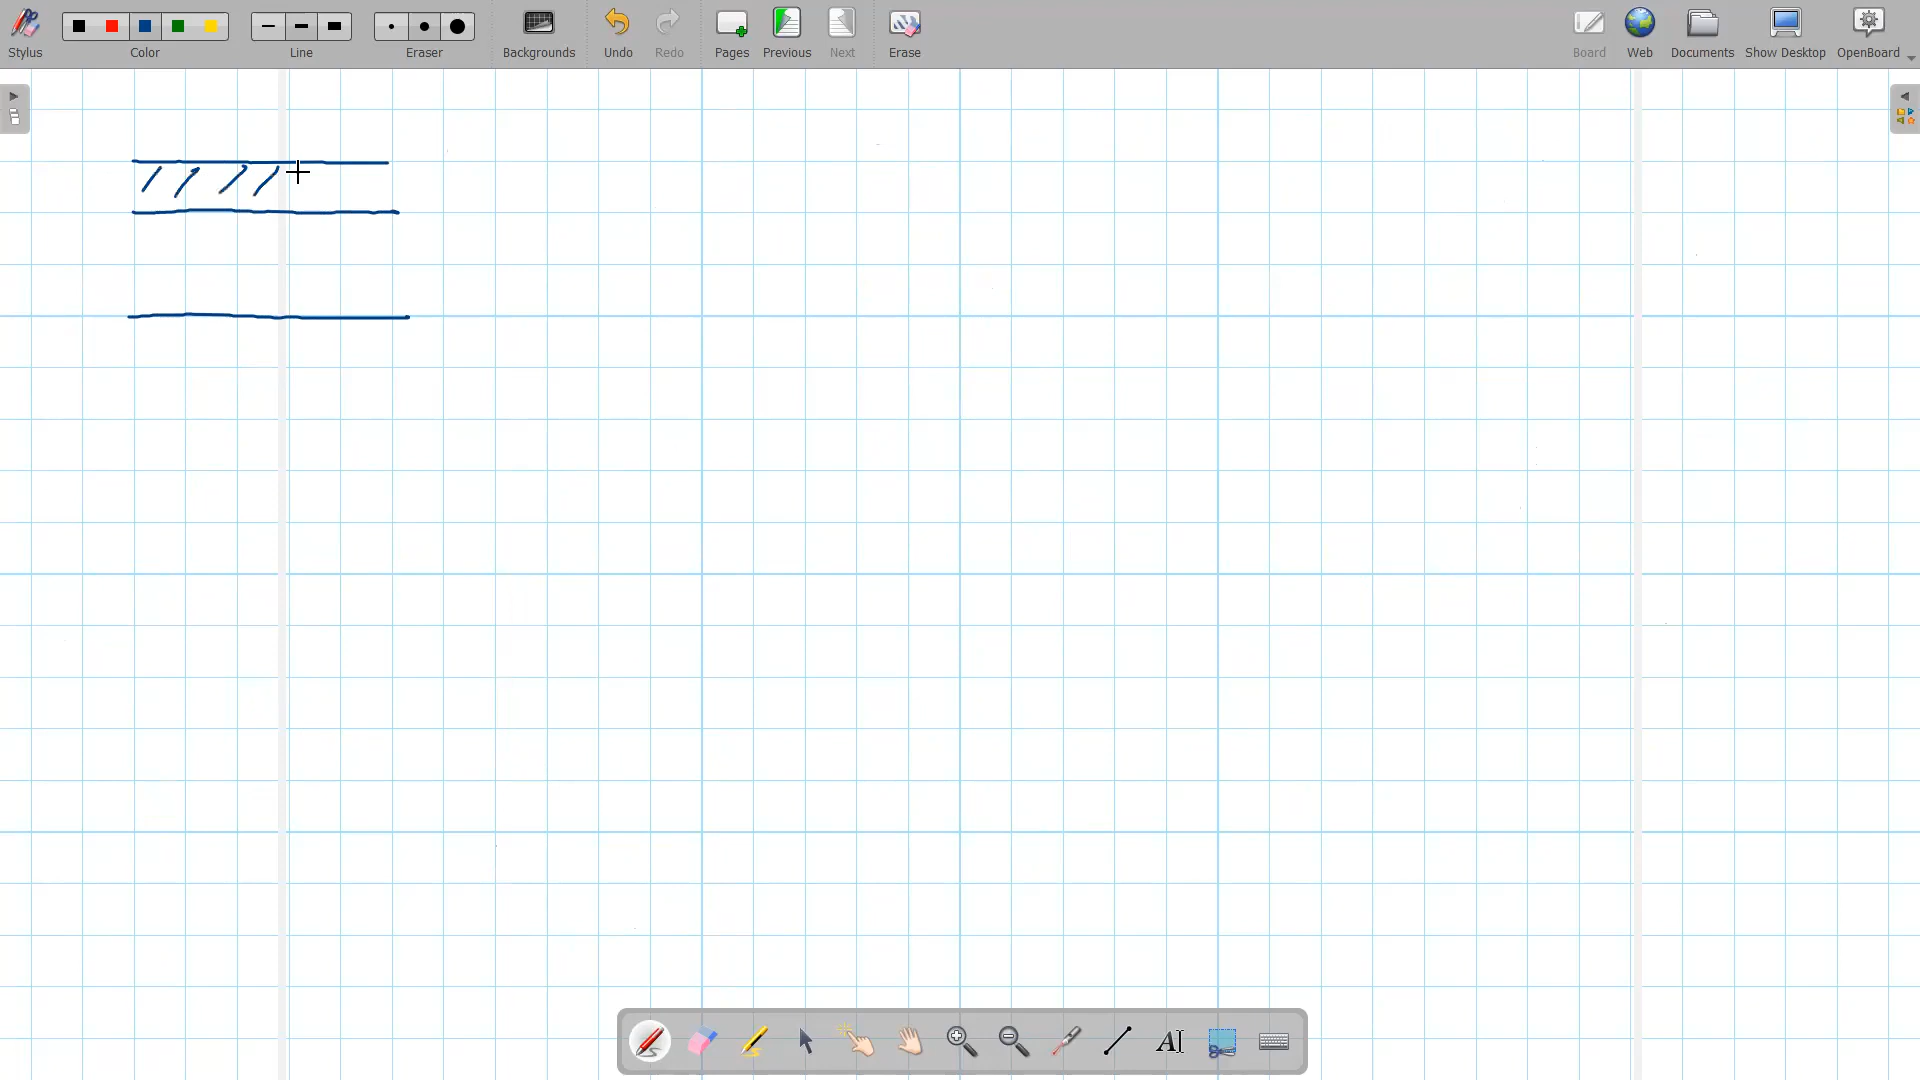 Stylus
Color
Line
Eraser
Backgrounds
Undo
Redo
Pages
Previous
Next
Erase
Board
Web
Documents
Show Desktop
OpenBoard